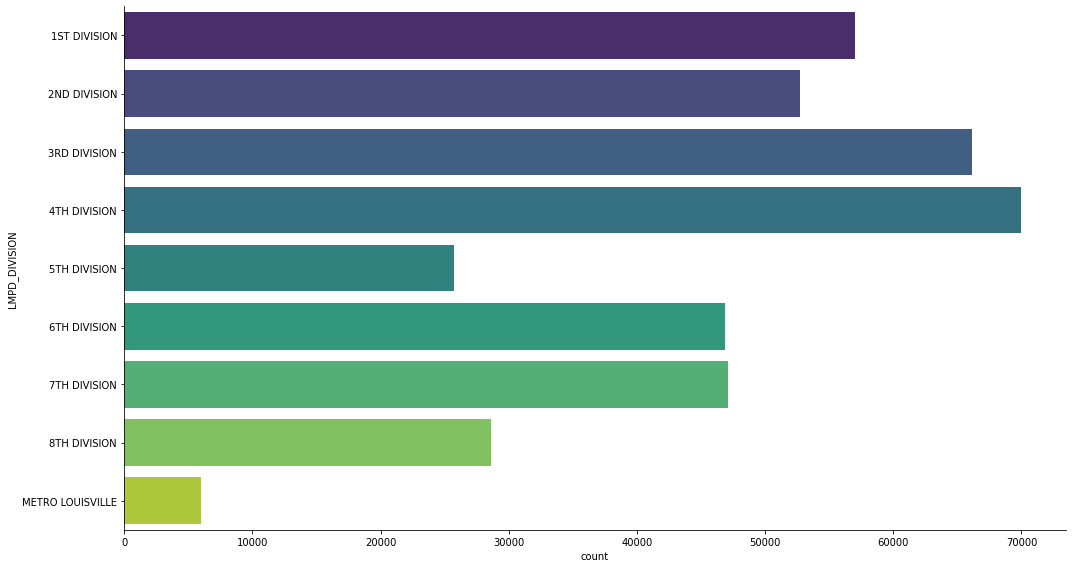 LMPD_DIVISION
1ST DIVISION
2ND DIVISION
3RD DIVISION
4TH DIVISION
5TH DIVISION
6TH DIVISION
7TH DIVISION
8TH DIVISION
METRO LOUISVILLE
0 10000 20000 30000 40000 50000 60000 70000
count